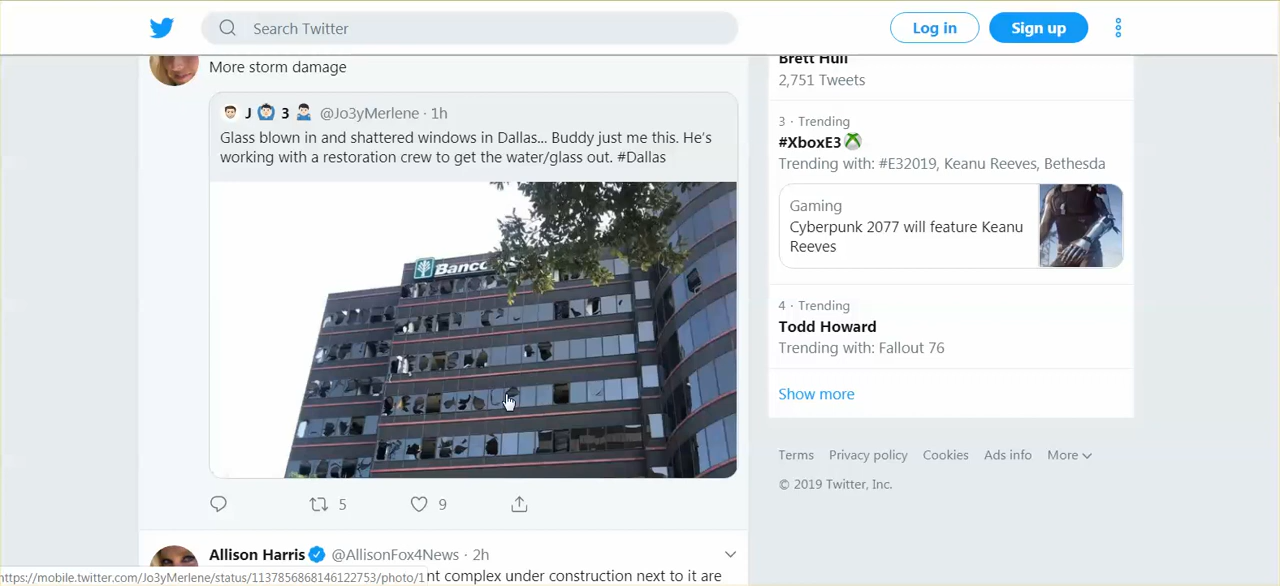 Search Twitter
Log in
Sign up
More storm damage
J 3 @Jo3yMerlene · 1h
Glass blown in and shattered windows in Dallas... Buddy just me this. He's
working with a restoration crew to get the water/glass out. #Dallas
Banco
5
9
Allison Harris @AllisonFox4News · 2h
nt complex under construction next to it are
https://mobile.twitter.com/Jo3yMerlene/status/1137856868146122753/photo/1
Brett Hull
2,751 Tweets
3 · Trending
#XboxE3
Trending with: #E32019, Keanu Reeves, Bethesda
Gaming
Cyberpunk 2077 will feature Keanu
Reeves
4 · Trending
Todd Howard
Trending with: Fallout 76
Show more
Terms Privacy policy Cookies Ads info More
© 2019 Twitter, Inc.